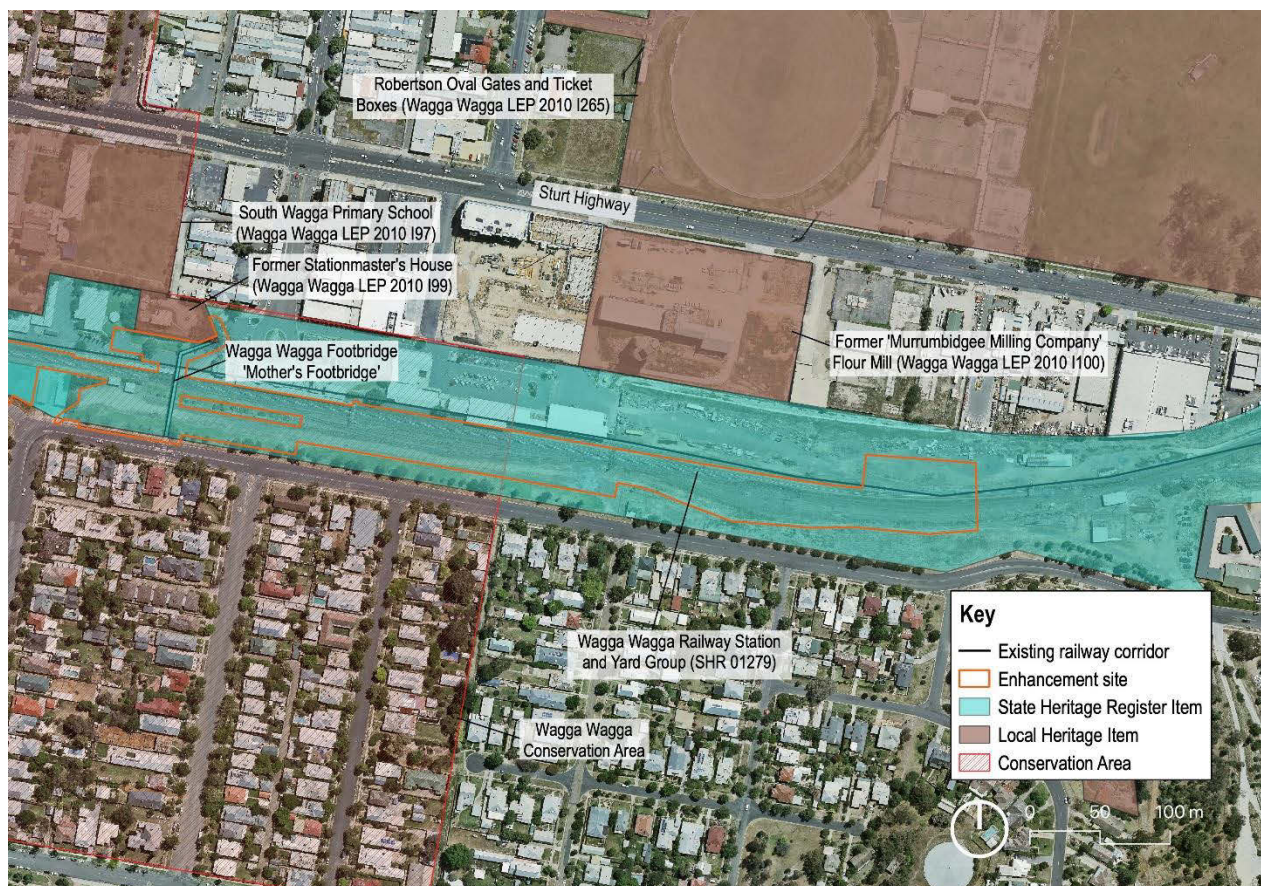 Robertson Oval Gates and Ticket
Boxes (Wagga Wagga LEP 2010 I265)
Sturt Highway
South Wagga Primary School
(Wagga Wagga LEP 2010 I97)
Former Stationmaster's House
(Wagga Wagga LEP 2010 I99)
Wagga Wagga Footbridge
'Mother's Footbridge'
Former 'Murrumbidgee Milling Company'
Flour Mill (Wagga Wagga LEP 2010 I100)
Wagga Wagga Railway Station
and Yard Group (SHR 01279)
Wagga Wagga
Conservation Area
Key
Existing railway corridor
Enhancement site
State Heritage Register Item
Local Heritage Item
Conservation Area
0 50 100 m